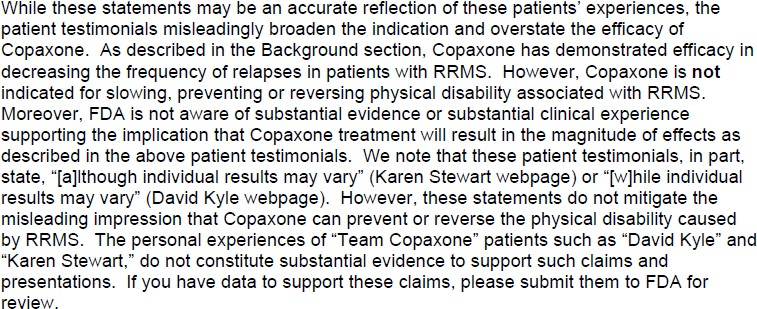 While these statements may be an accurate reflection of these patients' experiences, the
patient testimonials misleadingly broaden the indication and overstate the efficacy of
Copaxone.  As described in the Background section, Copaxone has demonstrated efficacy in
decreasing the frequency of relapses in patients with RRMS.  However, Copaxone is not
indicated for slowing, preventing or reversing physical disability associated with RRMS.
Moreover, FDA is not aware of substantial evidence or substantial clinical experience
supporting the implication that Copaxone treatment will result in the magnitude of effects as
described in the above patient testimonials.  We note that these patient testimonials, in part,
state, “[a]lthough individual results may vary” (Karen Stewart webpage) or “[w]hile individual
results may vary” (David Kyle webpage).  However, these statements do not mitigate the
misleading impression that Copaxone can prevent or reverse the physical disability caused
by RRMS.  The personal experiences of “Team Copaxone” patients such as “David Kyle” and
“Karen Stewart,” do not constitute substantial evidence to support such claims and
presentations.  If you have data to support these claims, please submit them to FDA for
review.